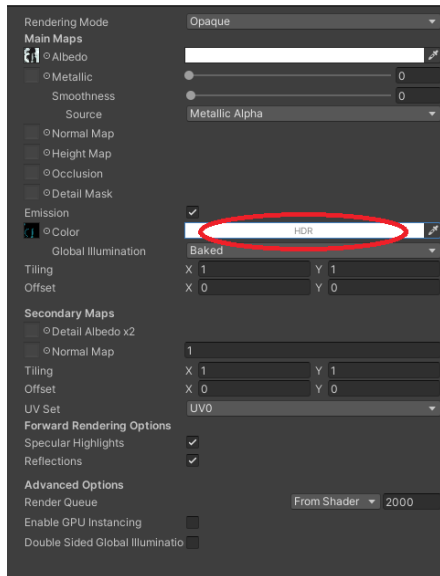 Rendering Mode Opaque
Main Maps
Albedo
Metallic 0
Smoothness 0
Source Metallic Alpha
Normal Map
Height Map
Occlusion
Detail Mask
Emission
Color HDR
Global Illumination Baked
Tiling X 1 Y 1
Offset X 0 Y 0
Secondary Maps
Detail Albedo x2
Normal Map 1
Tiling X 1 Y 1
Offset X 0 Y 0
UV Set UV0
Forward Rendering Options
Specular Highlights
Reflections
Advanced Options
Render Queue From Shader 2000
Enable GPU Instancing
Double Sided Global Illuminatio